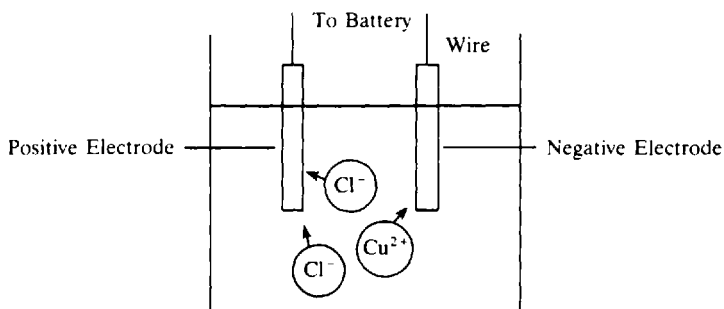 To Battery
Wire
Positive Electrode
Negative Electrode
Cl⁻
Cu²⁺
Cl⁻